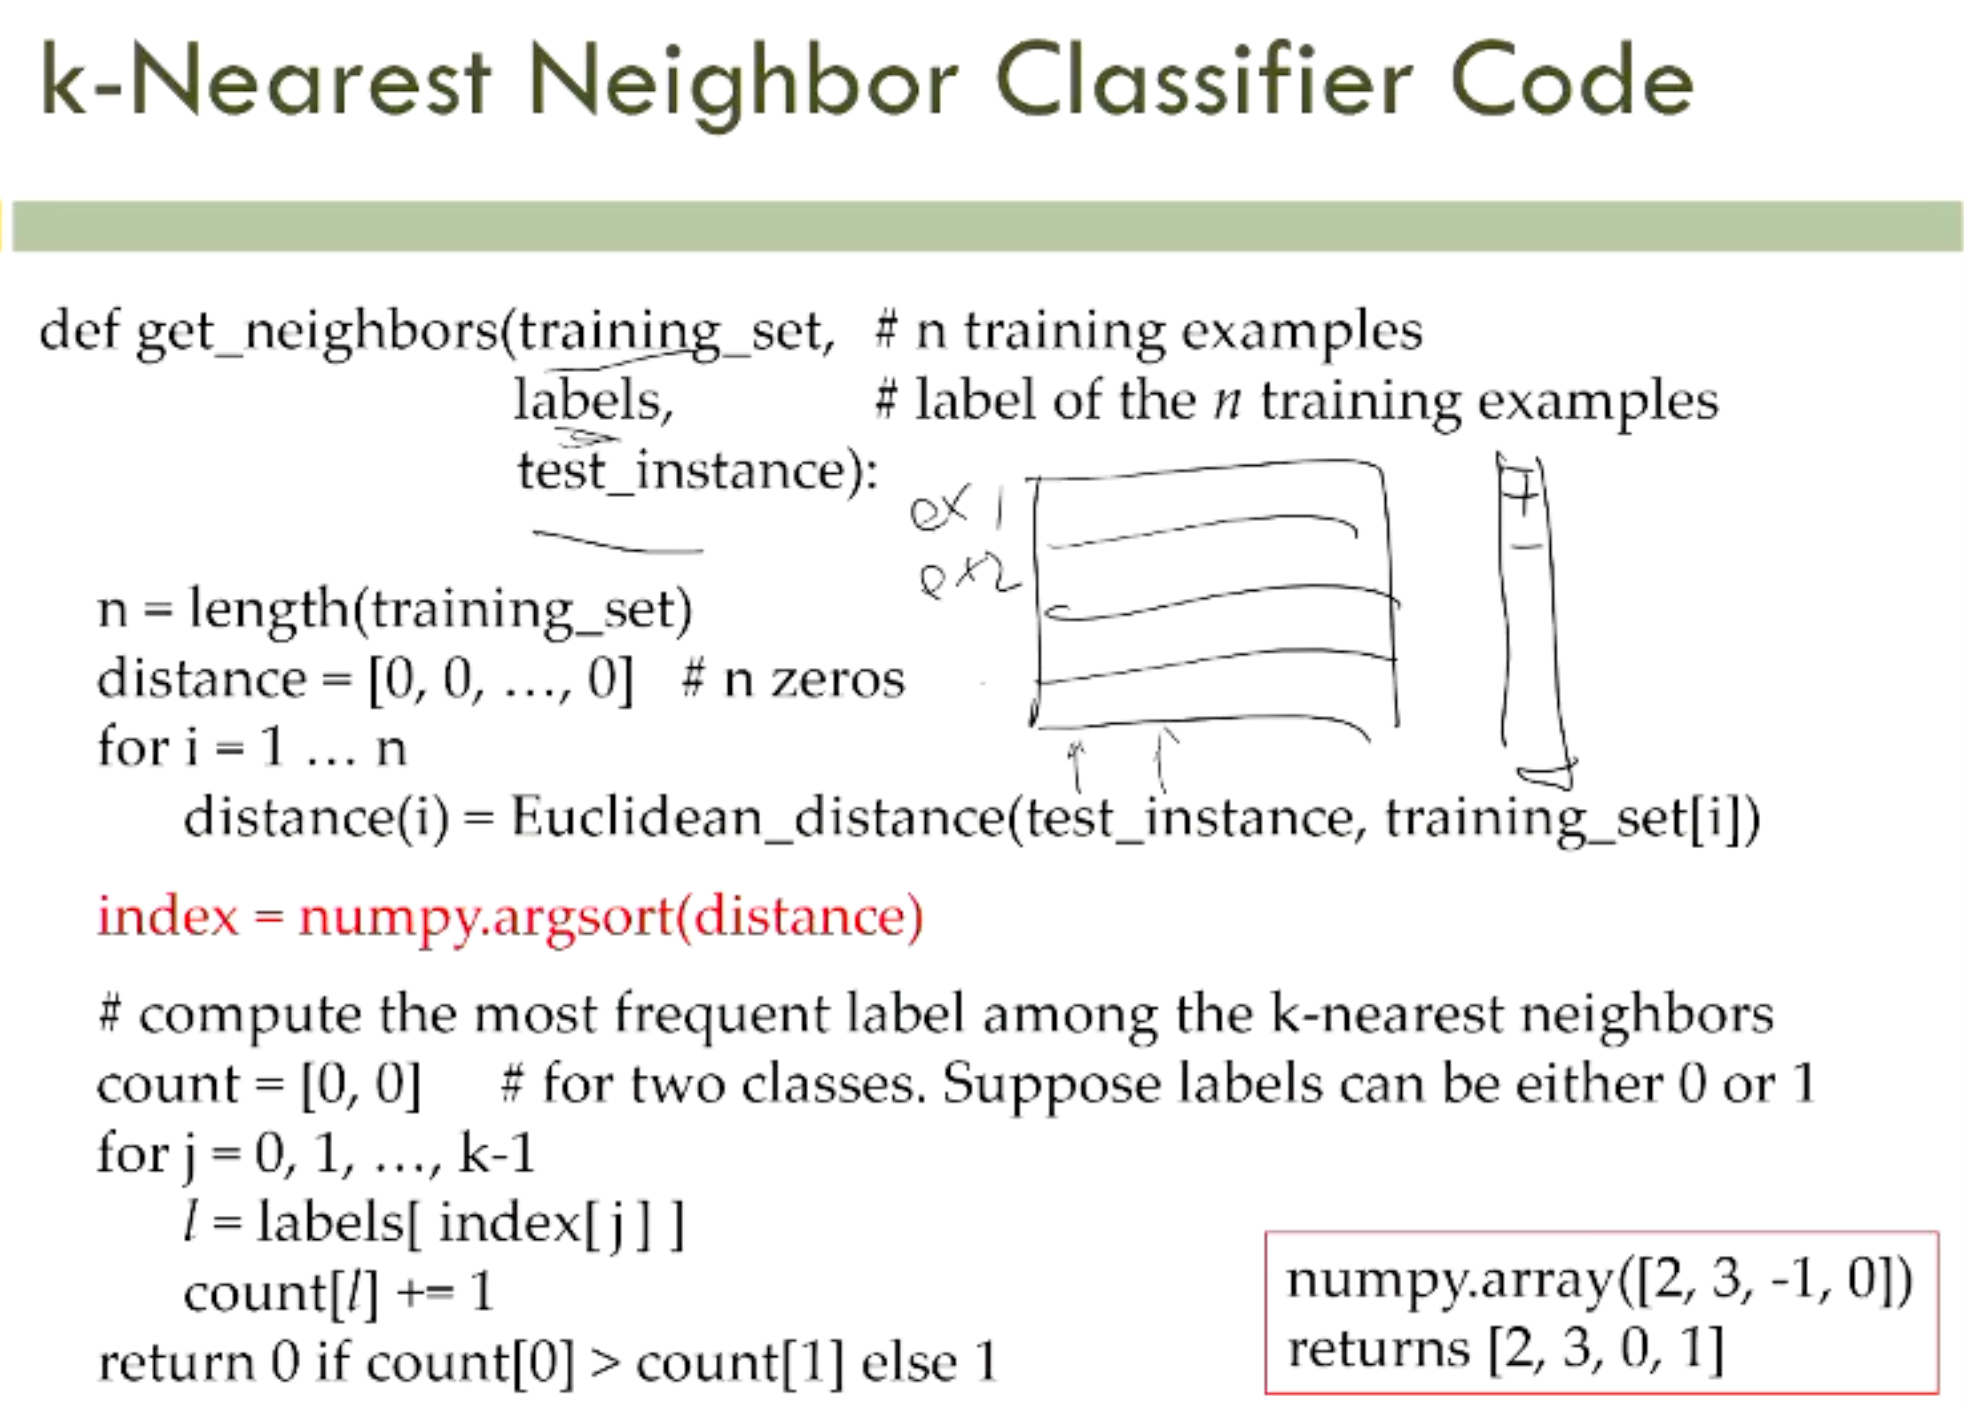 k-Nearest Neighbor Classifier Code
def get_neighbors(training_set, # n training examples
labels, # label of the n training examples
test_instance):
ex 1
ex2
n = length(training_set)
distance = [0, 0, ..., 0] # n zeros
for i = 1 ... n
distance(i) = Euclidean_distance(test_instance, training_set[i])
index = numpy.argsort(distance)
# compute the most frequent label among the k-nearest neighbors
count = [0, 0] # for two classes. Suppose labels can be either 0 or 1
for j = 0, 1, ..., k-1
l = labels[ index[j] ]
count[l] += 1
return 0 if count[0] > count[1] else 1
numpy.array([2, 3, -1, 0])
returns [2, 3, 0, 1]